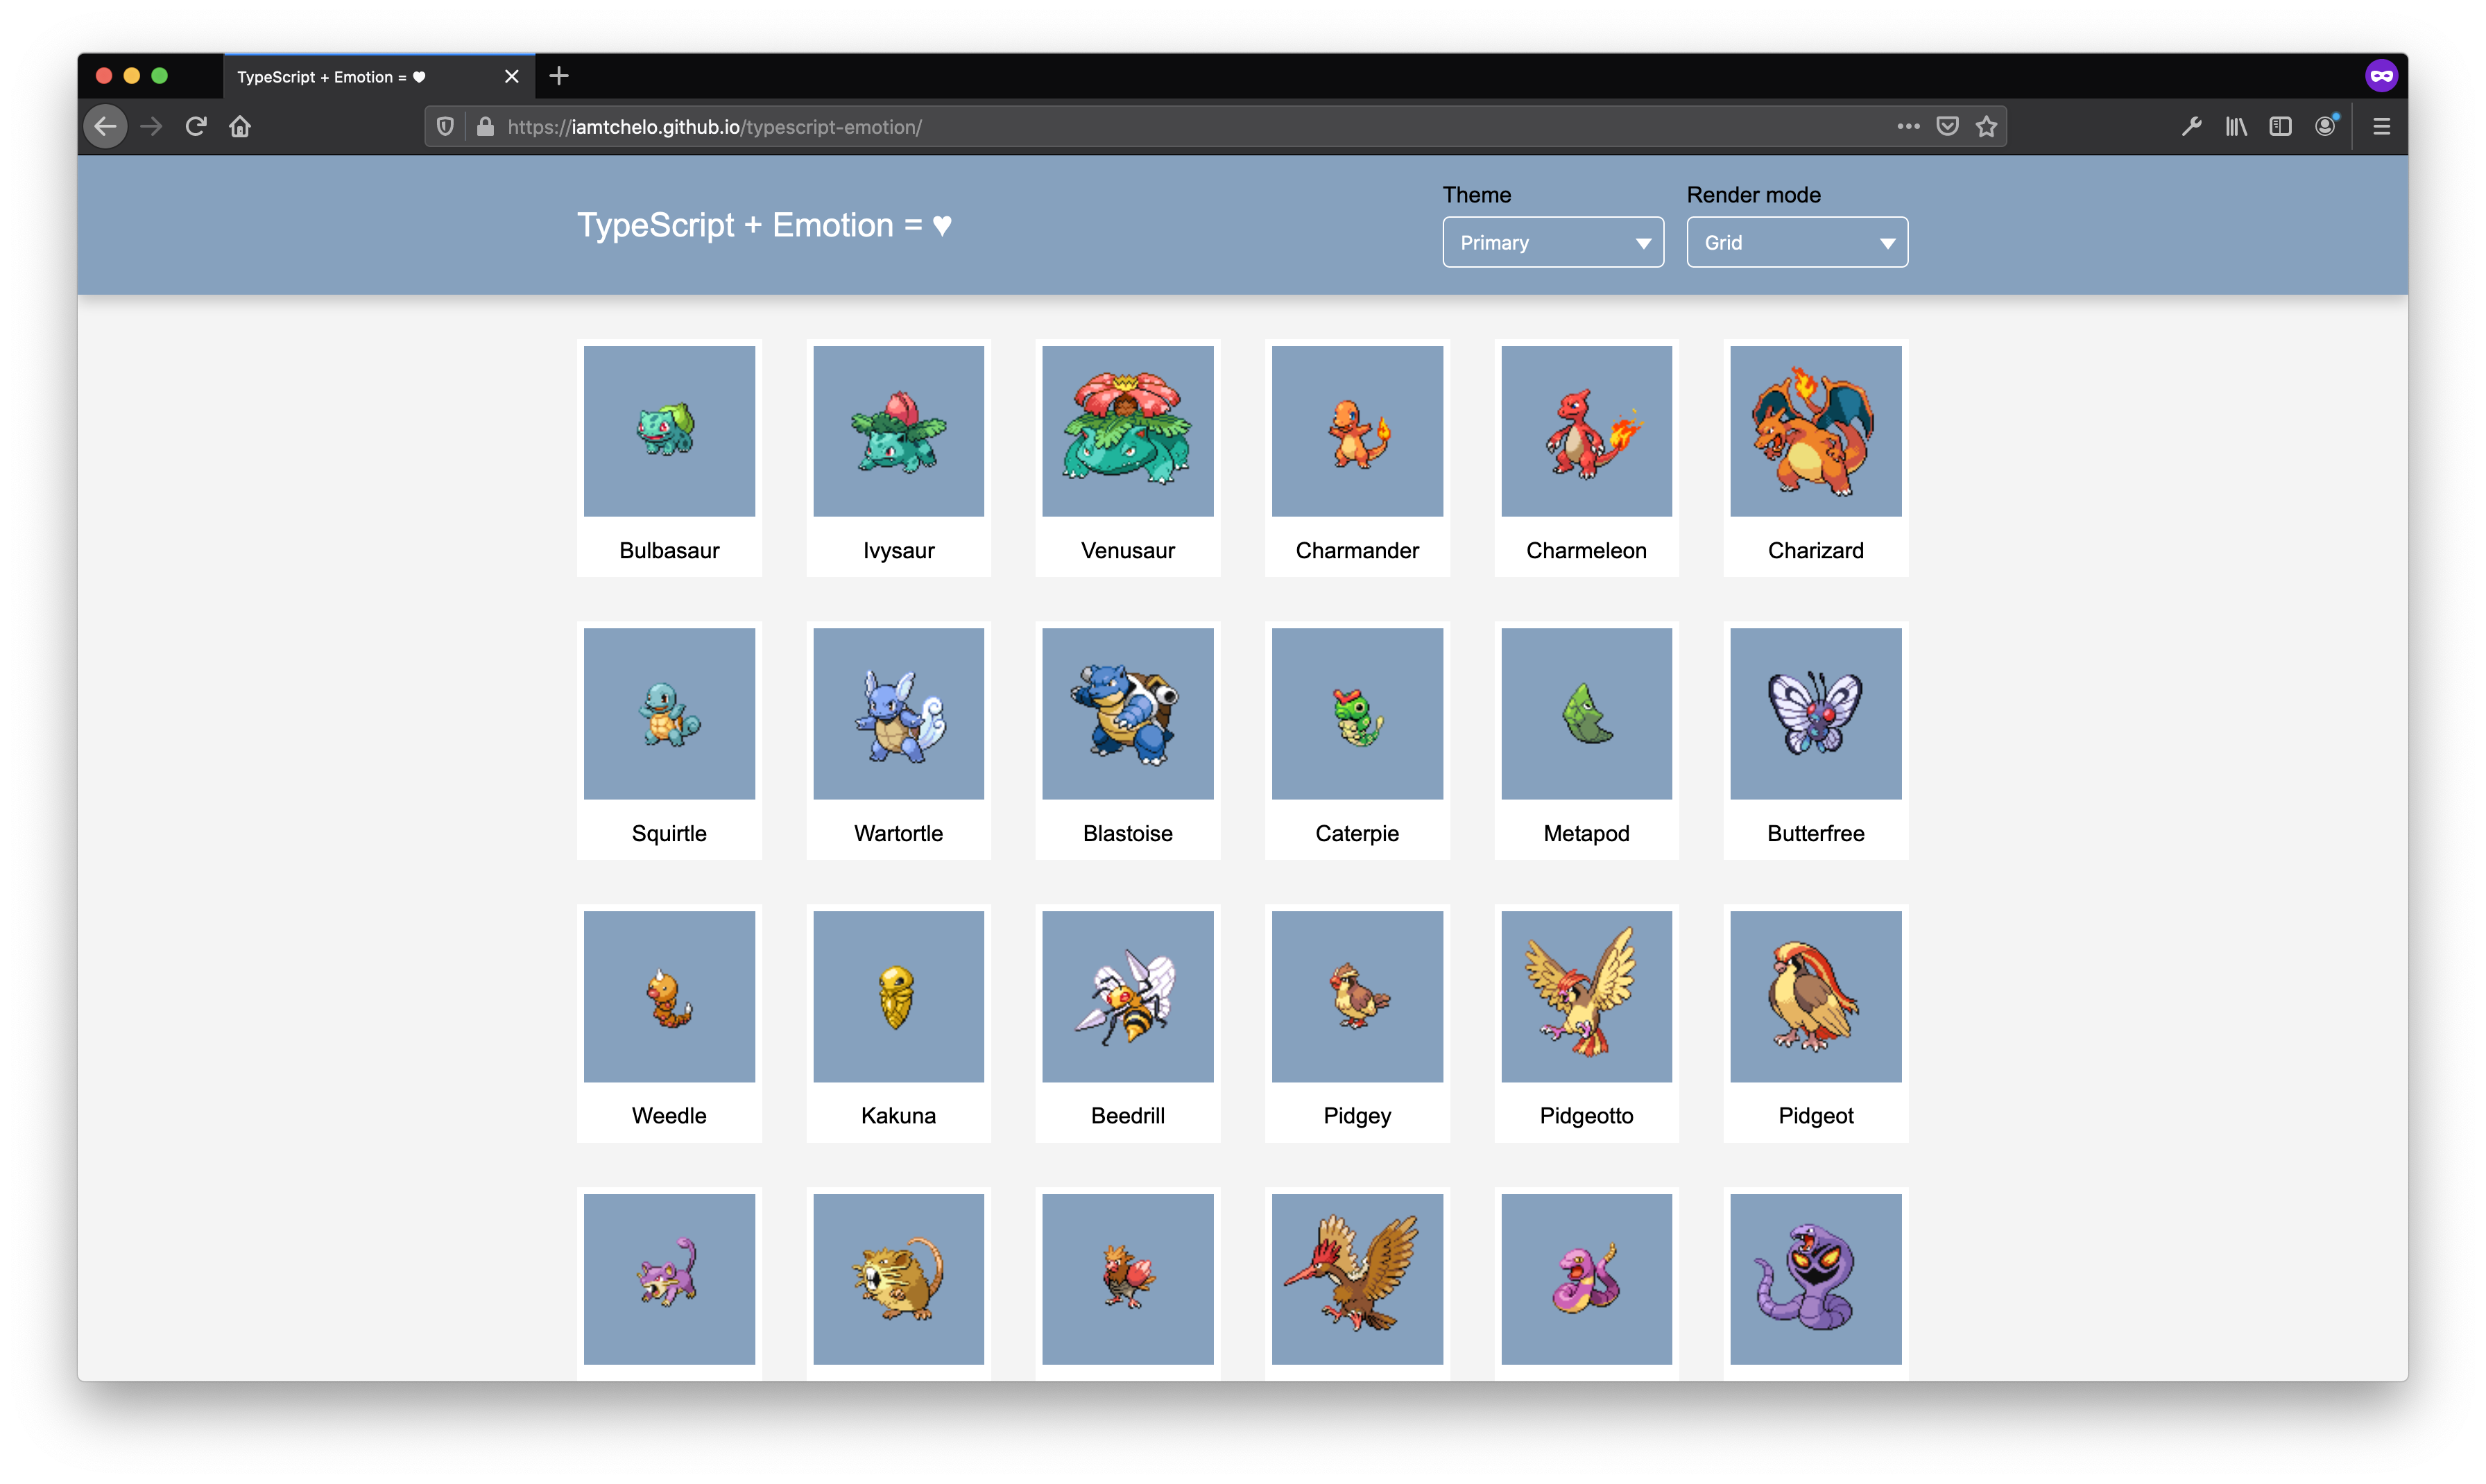 TypeScript + Emotion = ♥
https://iamtchelo.github.io/typescript-emotion/
Theme
Render mode
TypeScript + Emotion = ♥
Primary
Grid
Bulbasaur
Ivysaur
Venusaur
Charmander
Charmeleon
Charizard
Squirtle
Wartortle
Blastoise
Caterpie
Metapod
Butterfree
Weedle
Kakuna
Beedrill
Pidgey
Pidgeotto
Pidgeot